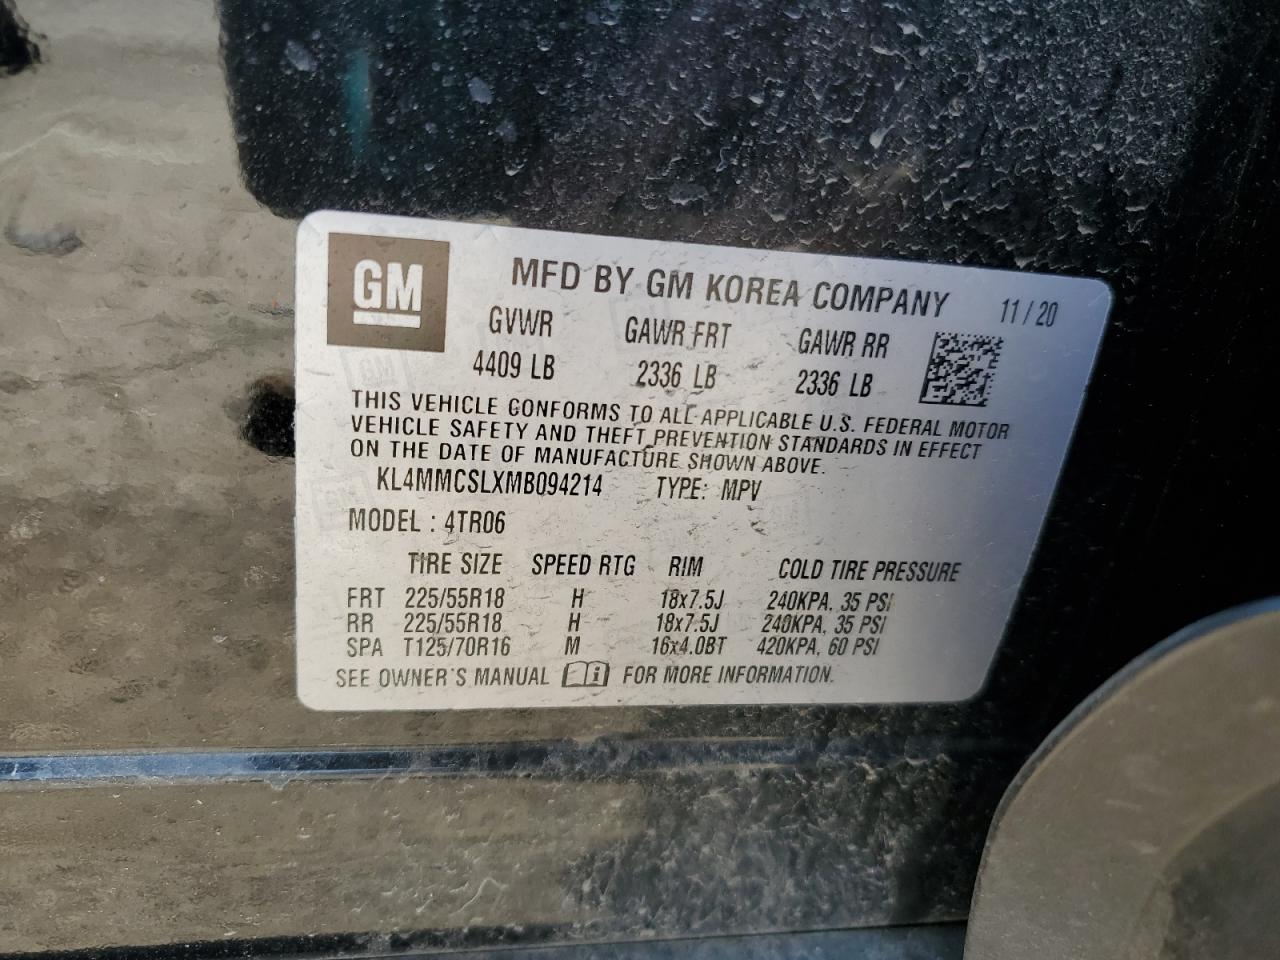 GM
MFD BY GM KOREA COMPANY 11/20
GVWR GAWR FRT GAWR RR
4409 LB 2336 LB 2336 LB
THIS VEHICLE CONFORMS TO ALL APPLICABLE U.S. FEDERAL MOTOR
VEHICLE SAFETY AND THEFT PREVENTION STANDARDS IN EFFECT
ON THE DATE OF MANUFACTURE SHOWN ABOVE.
KL4MMCSLXMB094214 TYPE: MPV
MODEL : 4TR06
TIRE SIZE SPEED RTG RIM COLD TIRE PRESSURE
FRT 225/55R18 H 18x7.5J 240KPA, 35 PSI
RR 225/55R18 H 18x7.5J 240KPA, 35 PSI
SPA T125/70R16 M 16x4.0BT 420KPA, 60 PSI
SEE OWNER'S MANUAL FOR MORE INFORMATION.